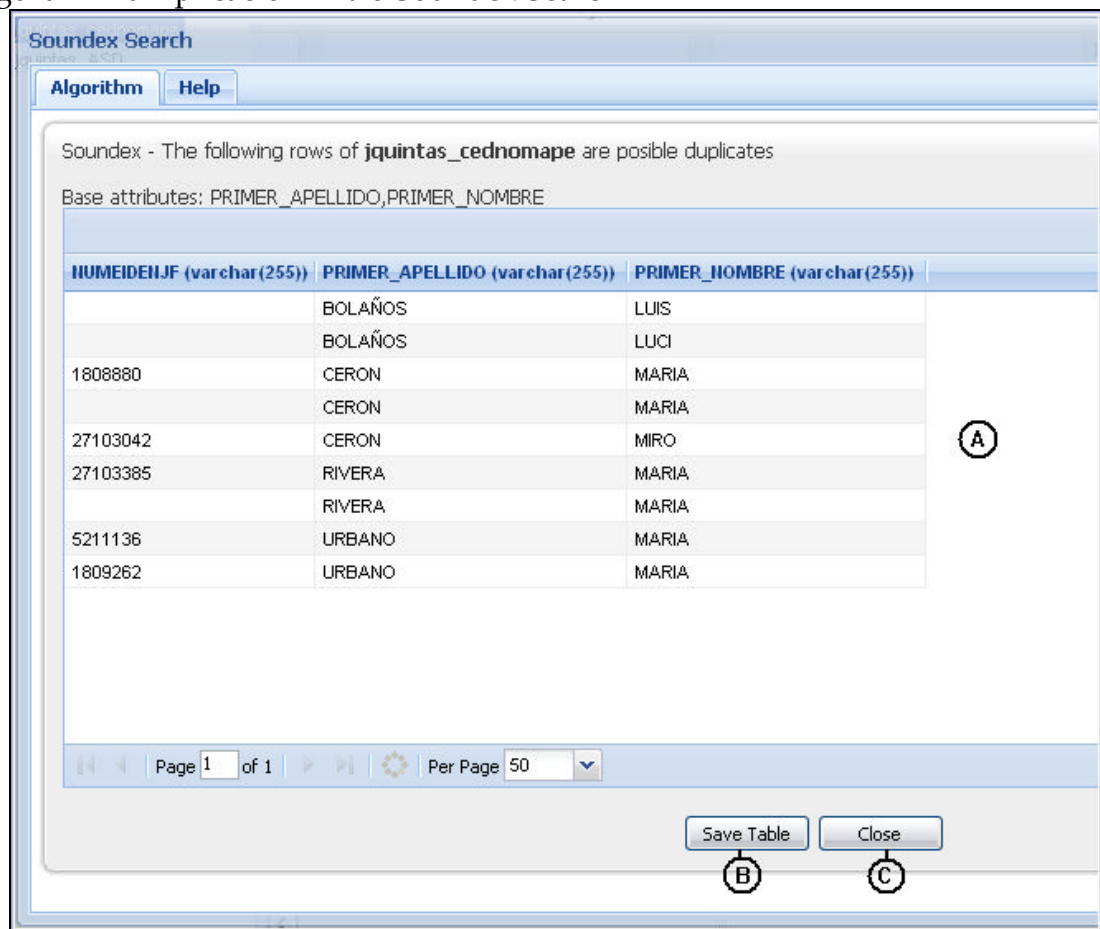 Soundex Search
Algorithm Help
Soundex - The following rows of jquintas_cednomape are posible duplicates
Base attributes: PRIMER_APELLIDO,PRIMER_NOMBRE
NUMEIDENJF (varchar(255)) PRIMER_APELLIDO (varchar(255)) PRIMER_NOMBRE (varchar(255))
BOLAÑOS LUIS
BOLAÑOS LUCI
1808880 CERON MARIA
CERON MARIA
27103042 CERON MIRO
A
27103385 RIVERA MARIA
RIVERA MARIA
5211136 URBANO MARIA
1809262 URBANO MARIA
Page 1 of 1 Per Page 50
Save Table Close
B C